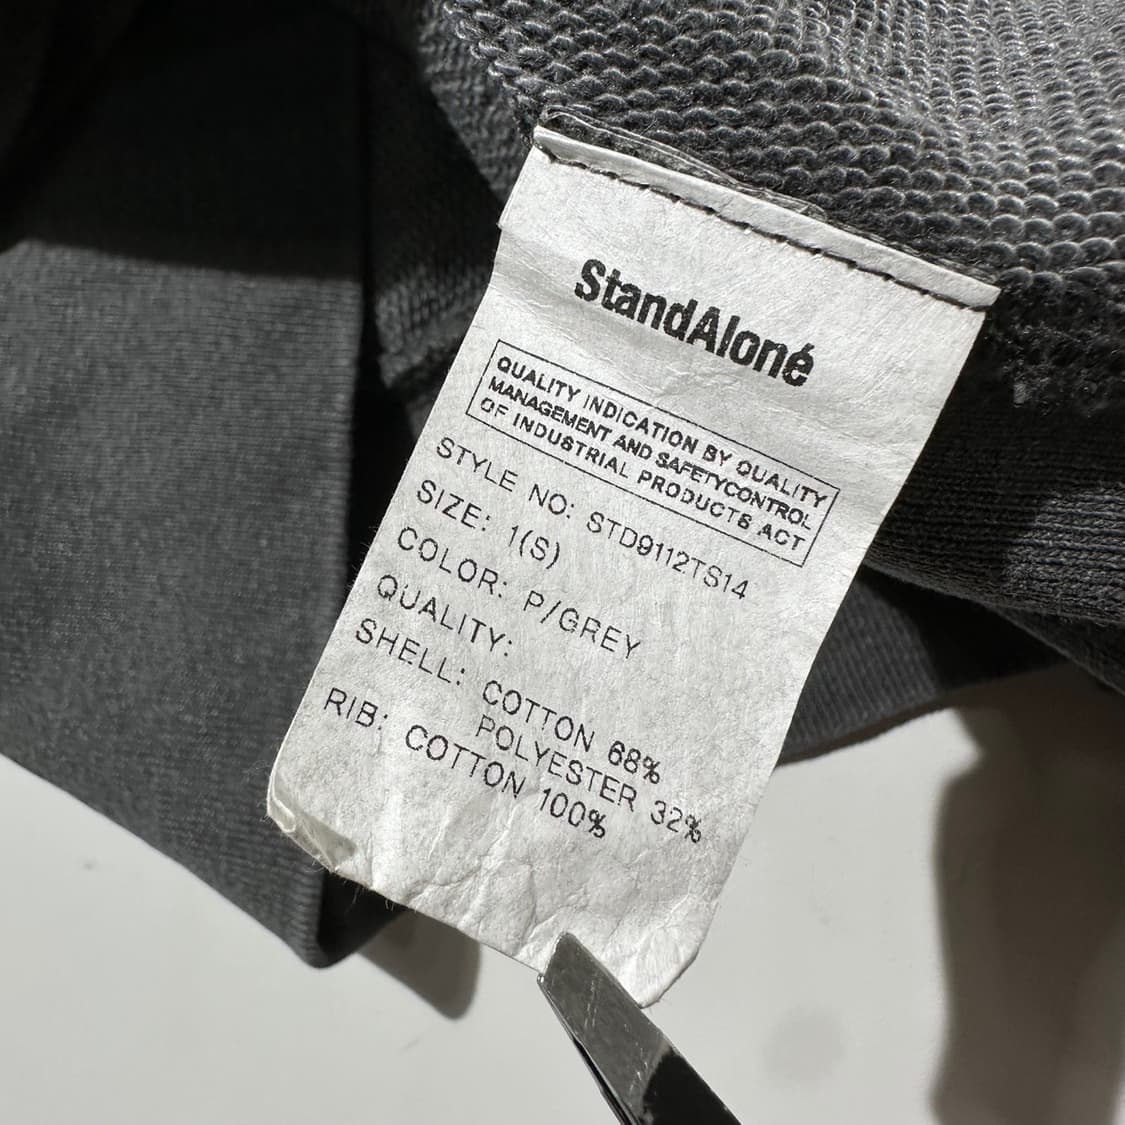 StandAloné
QUALITY INDICATION BY QUALITY
MANAGEMENT AND SAFETYCONTROL
OF INDUSTRIAL PRODUCTS ACT
STYLE NO: STD9112TS14
SIZE: 1(S)
COLOR: P/GREY
QUALITY:
SHELL: COTTON 68%
POLYESTER 32%
RIB: COTTON 100%